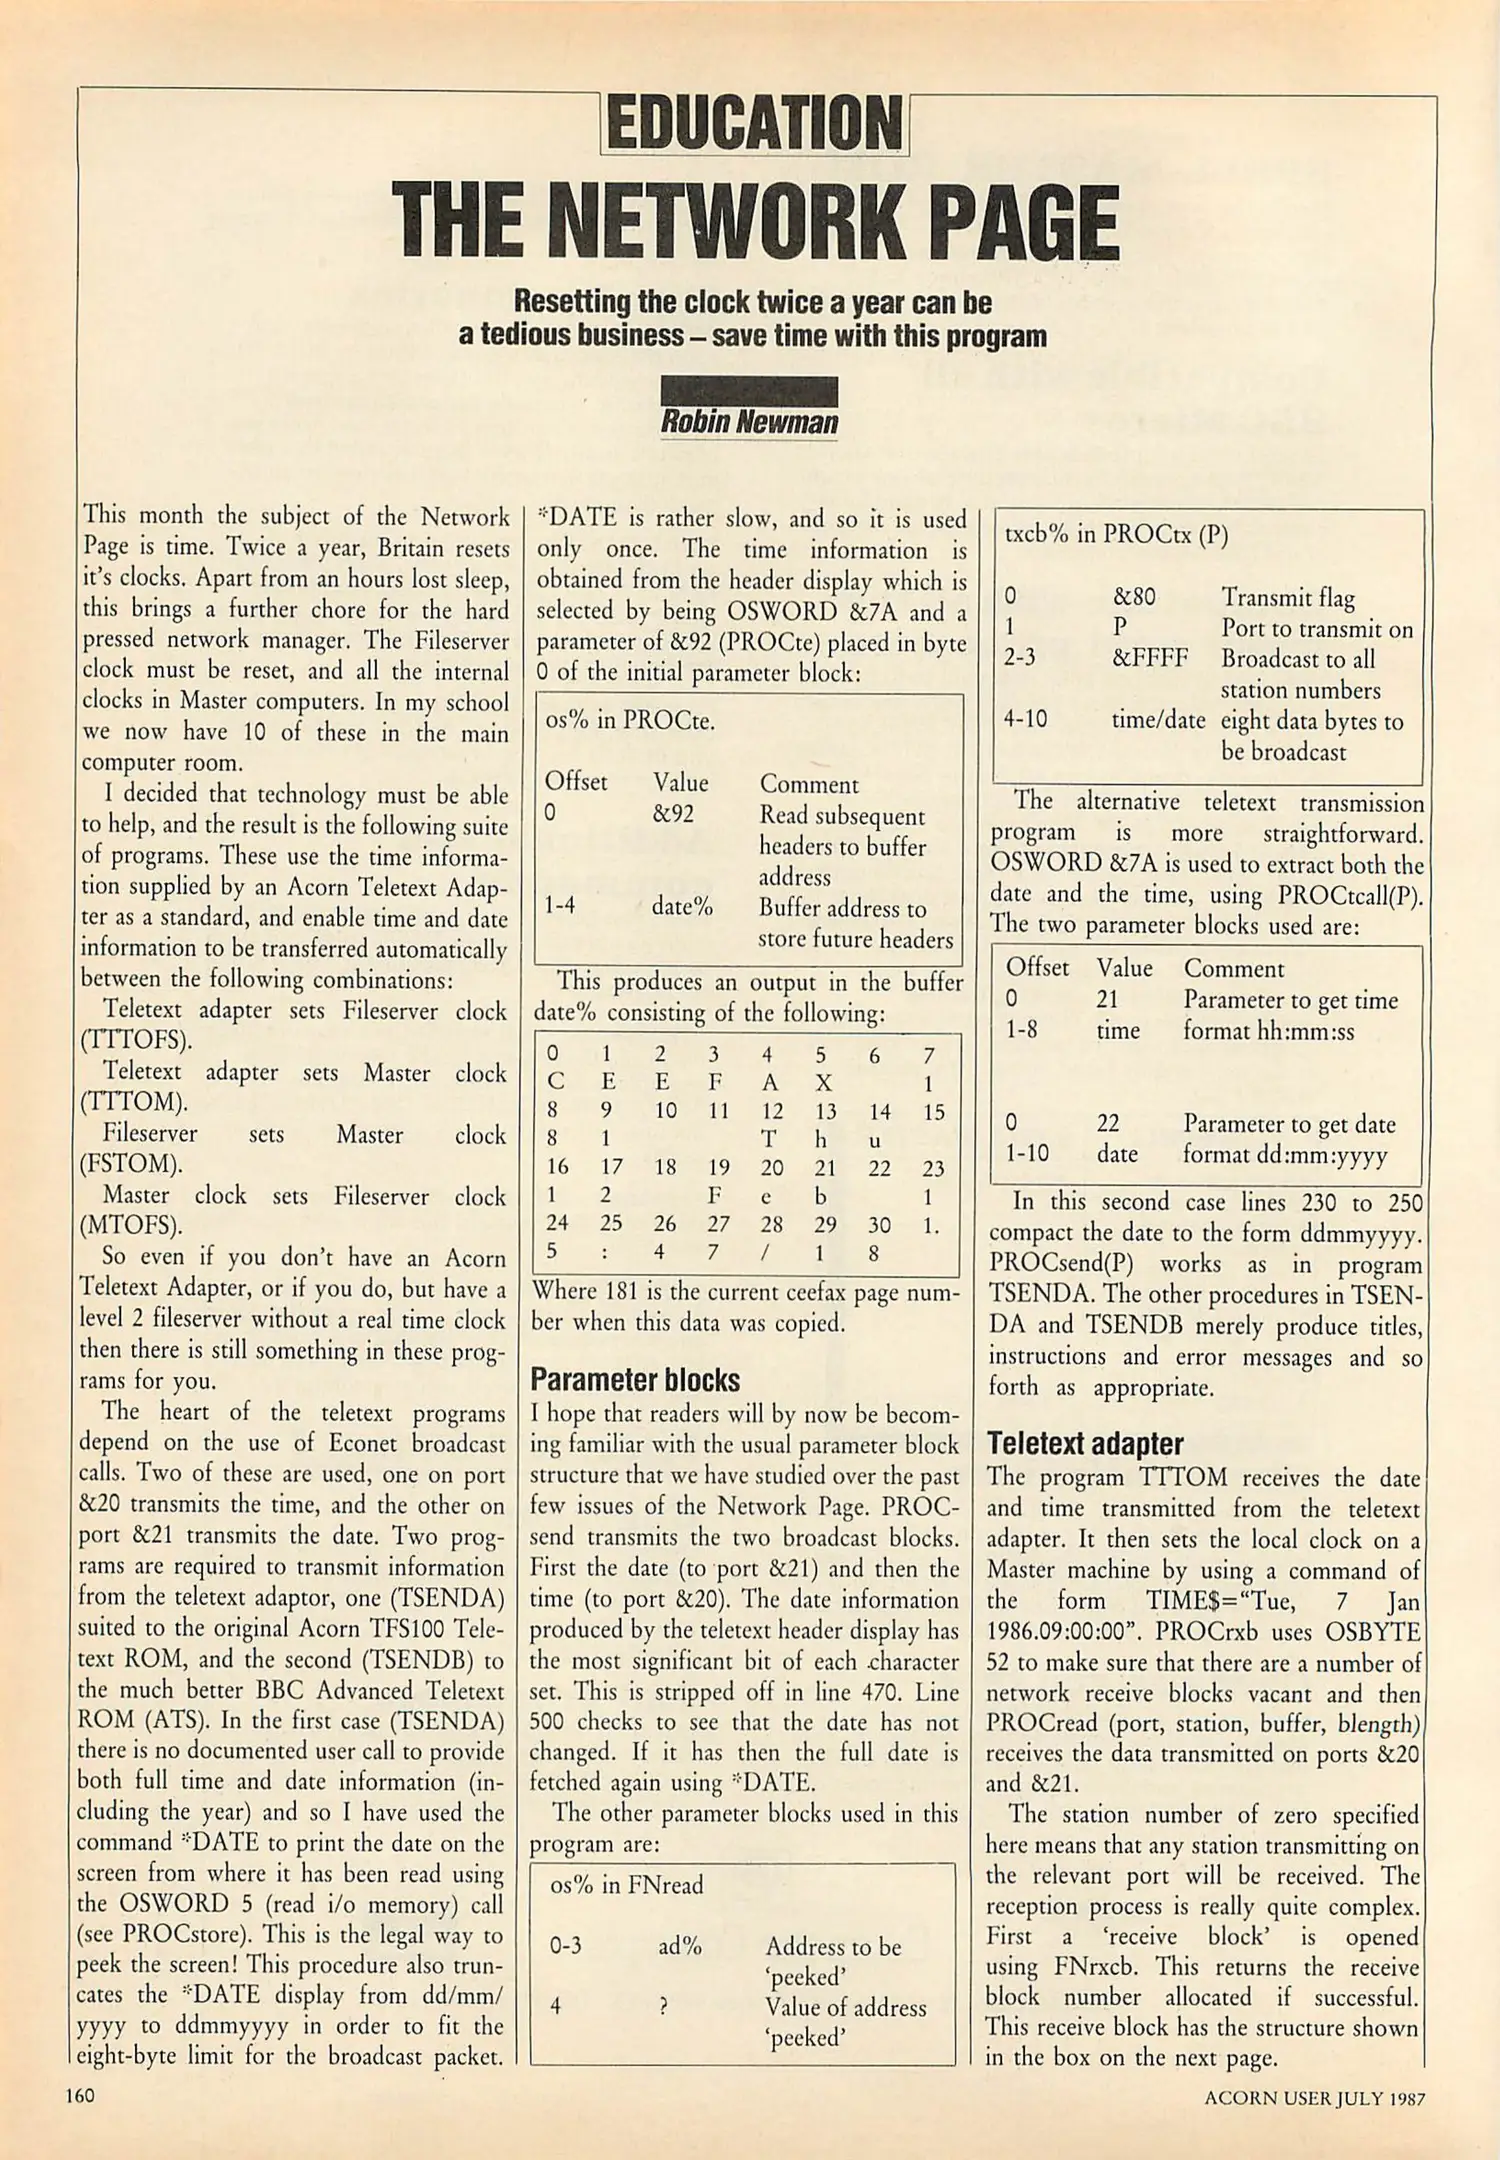 EDUCATION
THE NETWORK PAGE
Resetting the clock twice a year can be
a tedious business – save time with this program
Robin Newman
This month the subject of the Network
Page is time. Twice a year, Britain resets
it's clocks. Apart from an hours lost sleep,
this brings a further chore for the hard
pressed network manager. The Fileserver
clock must be reset, and all the internal
clocks in Master computers. In my school
we now have 10 of these in the main
computer room.
I decided that technology must be able
to help, and the result is the following suite
of programs. These use the time informa-
tion supplied by an Acorn Teletext Adap-
ter as a standard, and enable time and date
information to be transferred automatically
between the following combinations:
Teletext adapter sets Fileserver clock
(TTTOFS).
Teletext adapter sets Master clock
(TTTOM).
Fileserver sets Master clock
(FSTOM).
Master clock sets Fileserver clock
(MTOFS).
So even if you don't have an Acorn
Teletext Adapter, or if you do, but have a
level 2 fileserver without a real time clock
then there is still something in these prog-
rams for you.
The heart of the teletext programs
depend on the use of Econet broadcast
calls. Two of these are used, one on port
&20 transmits the time, and the other on
port &21 transmits the date. Two prog-
rams are required to transmit information
from the teletext adaptor, one (TSENDA)
suited to the original Acorn TFS100 Tele-
text ROM, and the second (TSENDB) to
the much better BBC Advanced Teletext
ROM (ATS). In the first case (TSENDA)
there is no documented user call to provide
both full time and date information (in-
cluding the year) and so I have used the
command *DATE to print the date on the
screen from where it has been read using
the OSWORD 5 (read i/o memory) call
(see PROCstore). This is the legal way to
peek the screen! This procedure also trun-
cates the *DATE display from dd/mm/
yyyy to ddmmyyyy in order to fit the
eight-byte limit for the broadcast packet.
*DATE is rather slow, and so it is used
only once. The time information is
obtained from the header display which is
selected by being OSWORD &7A and a
parameter of &92 (PROCte) placed in byte
0 of the initial parameter block:
os% in PROCte.
Offset Value Comment
0 &92 Read subsequent
headers to buffer
address
1-4 date% Buffer address to
store future headers
This produces an output in the buffer
date% consisting of the following:
0 1 2 3 4 5 6 7
C E E F A X 1
8 9 10 11 12 13 14 15
8 1 T h u
16 17 18 19 20 21 22 23
1 2 F e b 1
24 25 26 27 28 29 30 1.
5 : 4 7 / 1 8
Where 181 is the current ceefax page num-
ber when this data was copied.
Parameter blocks
I hope that readers will by now be becom-
ing familiar with the usual parameter block
structure that we have studied over the past
few issues of the Network Page. PROC-
send transmits the two broadcast blocks.
First the date (to port &21) and then the
time (to port &20). The date information
produced by the teletext header display has
the most significant bit of each character
set. This is stripped off in line 470. Line
500 checks to see that the date has not
changed. If it has then the full date is
fetched again using *DATE.
The other parameter blocks used in this
program are:
os% in FNread
0-3 ad% Address to be
'peeked'
4 ? Value of address
'peeked'
txcb% in PROCtx (P)
0 &80 Transmit flag
1 P Port to transmit on
2-3 &FFFF Broadcast to all
station numbers
4-10 time/date eight data bytes to
be broadcast
The alternative teletext transmission
program is more straightforward.
OSWORD &7A is used to extract both the
date and the time, using PROCtcall(P).
The two parameter blocks used are:
Offset Value Comment
0 21 Parameter to get time
1-8 time format hh:mm:ss
0 22 Parameter to get date
1-10 date format dd:mm:yyyy
In this second case lines 230 to 250
compact the date to the form ddmmyyyy.
PROCsend(P) works as in program
TSENDA. The other procedures in TSEN-
DA and TSENDB merely produce titles,
instructions and error messages and so
forth as appropriate.
Teletext adapter
The program TTTOM receives the date
and time transmitted from the teletext
adapter. It then sets the local clock on a
Master machine by using a command of
the form TIME$="Tue, 7 Jan
1986.09:00:00". PROCrxb uses OSBYTE
52 to make sure that there are a number of
network receive blocks vacant and then
PROCread (port, station, buffer, blength)
receives the data transmitted on ports &20
and &21.
The station number of zero specified
here means that any station transmitting on
the relevant port will be received. The
reception process is really quite complex.
First a 'receive block' is opened
using FNrxcb. This returns the receive
block number allocated if successful.
This receive block has the structure shown
in the box on the next page.
160
ACORN USER JULY 1987